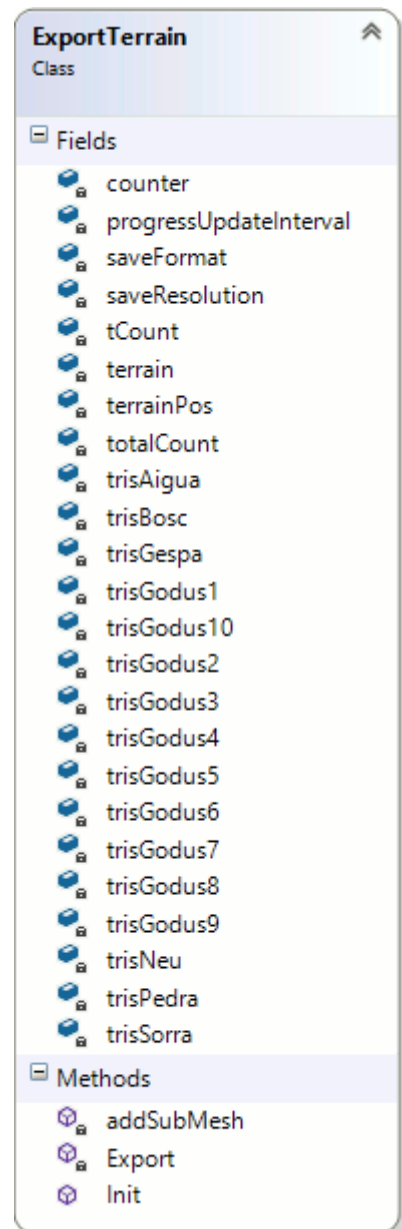 ExportTerrain
Class
Fields
counter
progressUpdateInterval
saveFormat
saveResolution
tCount
terrain
terrainPos
totalCount
trisAigua
trisBosc
trisGespa
trisGodus1
trisGodus10
trisGodus2
trisGodus3
trisGodus4
trisGodus5
trisGodus6
trisGodus7
trisGodus8
trisGodus9
trisNeu
trisPedra
trisSorra
Methods
addSubMesh
Export
Init